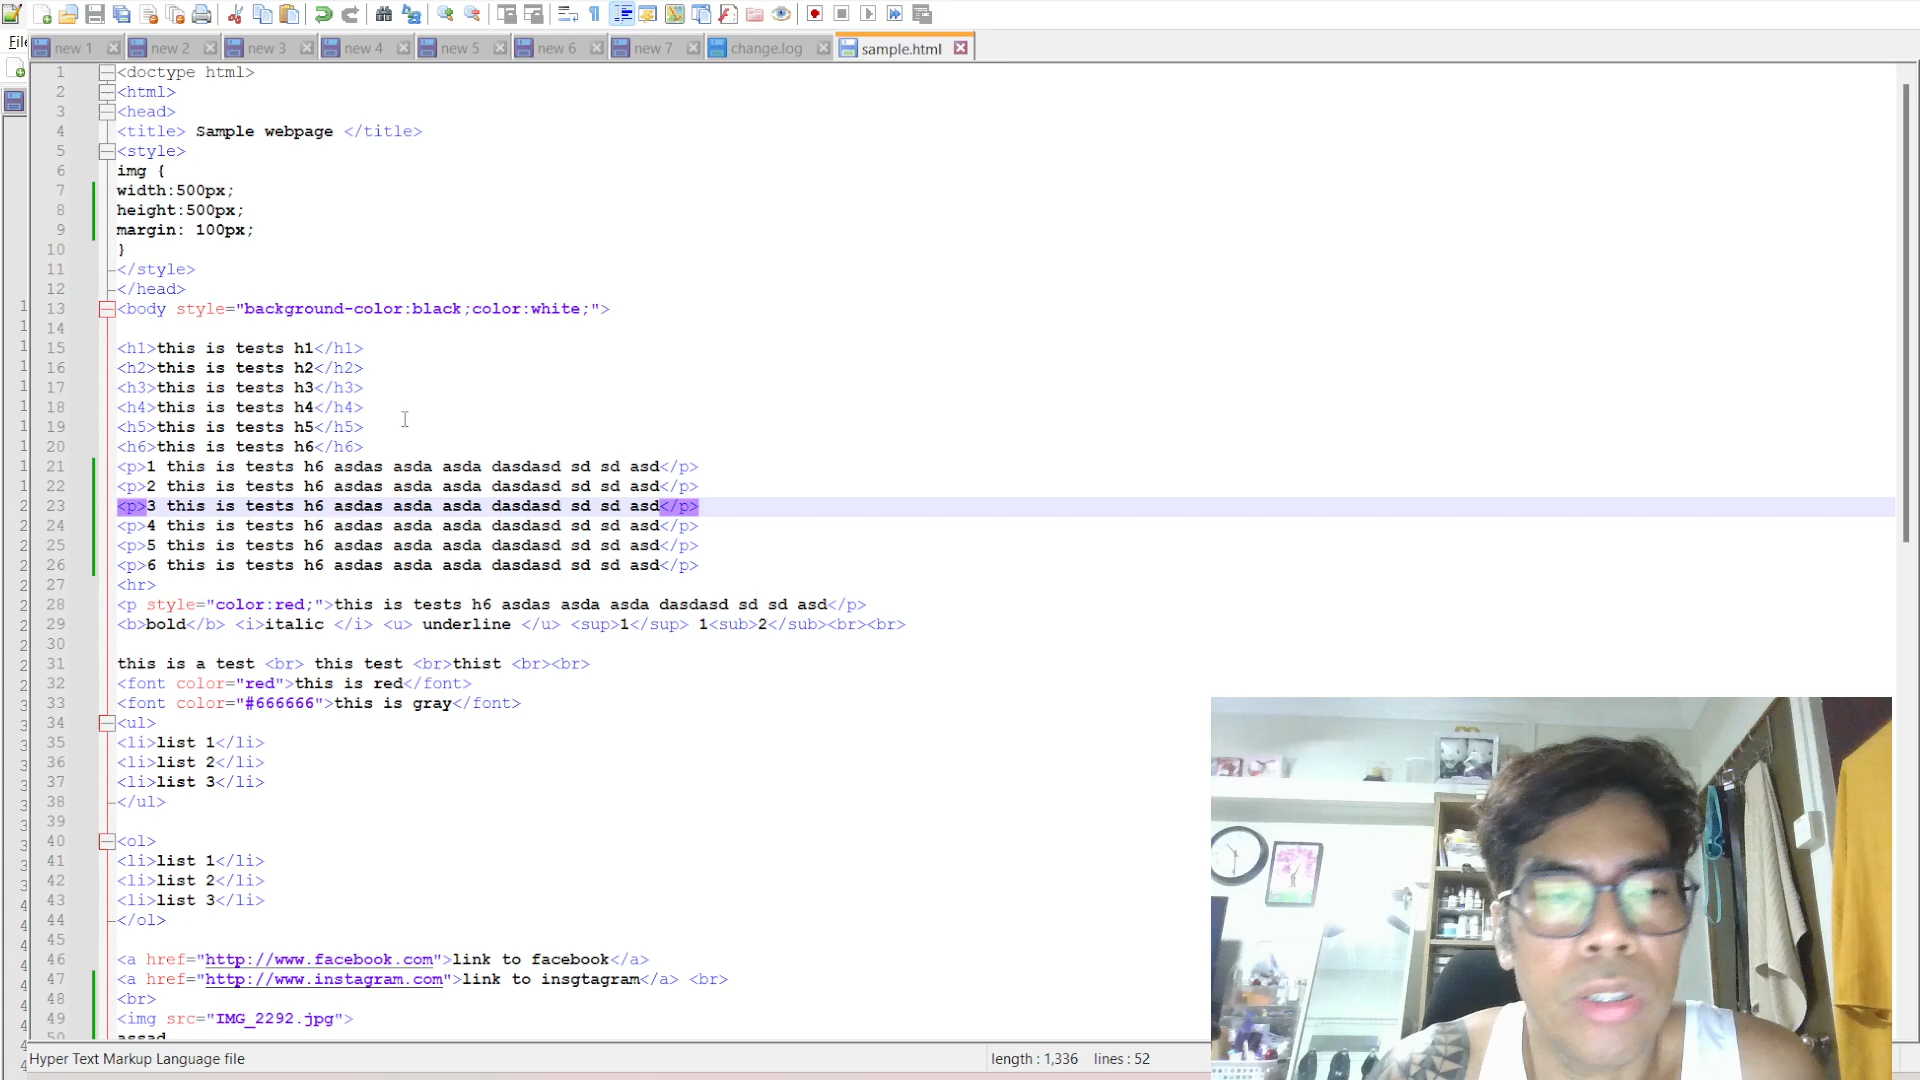 File
new 1
new 2
new 3
new 4
new 5
new 6
new 7
change.log
sample.html
1 <doctype html>
2 <html>
3 <head>
4 <title> Sample webpage </title>
5 <style>
6 img {
7 width:500px;
8 height:500px;
9 margin: 100px;
10 }
11 </style>
12 </head>
13 <body style="background-color:black;color:white;">
14
15 <h1>this is tests h1</h1>
16 <h2>this is tests h2</h2>
17 <h3>this is tests h3</h3>
18 <h4>this is tests h4</h4>
19 <h5>this is tests h5</h5>
20 <h6>this is tests h6</h6>
21 <p>1 this is tests h6 asdas asda asda dasdasd sd sd asd</p>
22 <p>2 this is tests h6 asdas asda asda dasdasd sd sd asd</p>
23 <p>3 this is tests h6 asdas asda asda dasdasd sd sd asd</p>
24 <p>4 this is tests h6 asdas asda asda dasdasd sd sd asd</p>
25 <p>5 this is tests h6 asdas asda asda dasdasd sd sd asd</p>
26 <p>6 this is tests h6 asdas asda asda dasdasd sd sd asd</p>
27 <hr>
28 <p style="color:red;">this is tests h6 asdas asda asda dasdasd sd sd asd</p>
29 <b>bold</b> <i>italic </i> <u> underline </u> <sup>1</sup> 1<sub>2</sub><br><br>
30
31 this is a test <br> this test <br>thist <br><br>
32 <font color="red">this is red</font>
33 <font color="#666666">this is gray</font>
34 <ul>
35 <li>list 1</li>
36 <li>list 2</li>
37 <li>list 3</li>
38 </ul>
39
40 <ol>
41 <li>list 1</li>
42 <li>list 2</li>
43 <li>list 3</li>
44 </ol>
45
46 <a href="http://www.facebook.com">link to facebook</a>
47 <a href="http://www.instagram.com">link to insgtagram</a> <br>
48 <br>
49 <img src="IMG_2292.jpg">
50 assad
Hyper Text Markup Language file
length : 1,336 lines : 52